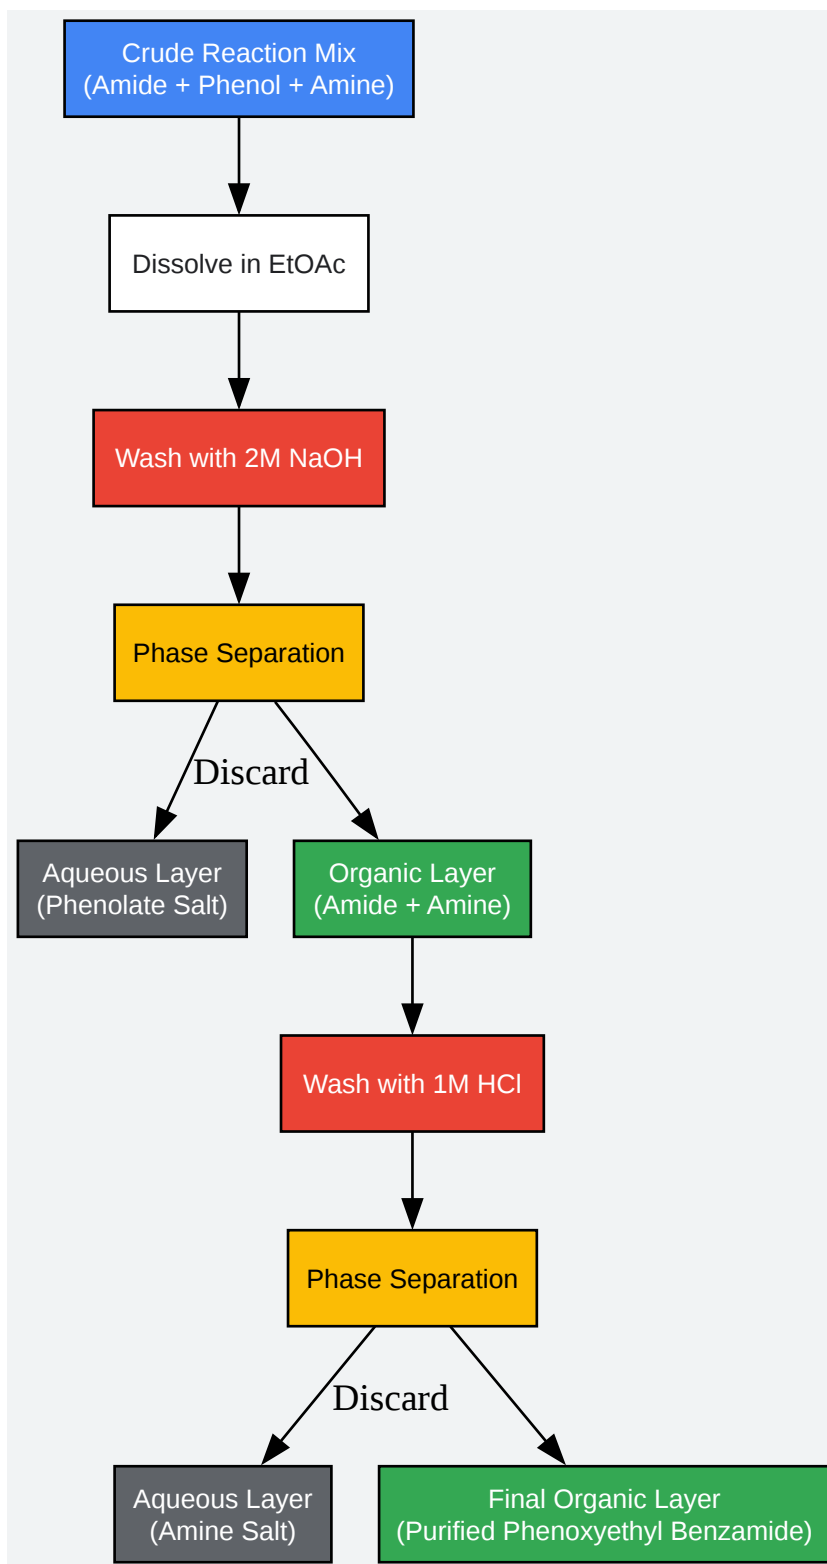 Crude Reaction Mix
(Amide + Phenol + Amine)
Dissolve in EtOAc
Wash with 2M NaOH
Phase Separation
Discard
Aqueous Layer
(Phenolate Salt)
Organic Layer
(Amide + Amine)
Wash with 1M HCl
Phase Separation
Discard
Aqueous Layer
(Amine Salt)
Final Organic Layer
(Purified Phenoxyethyl Benzamide)